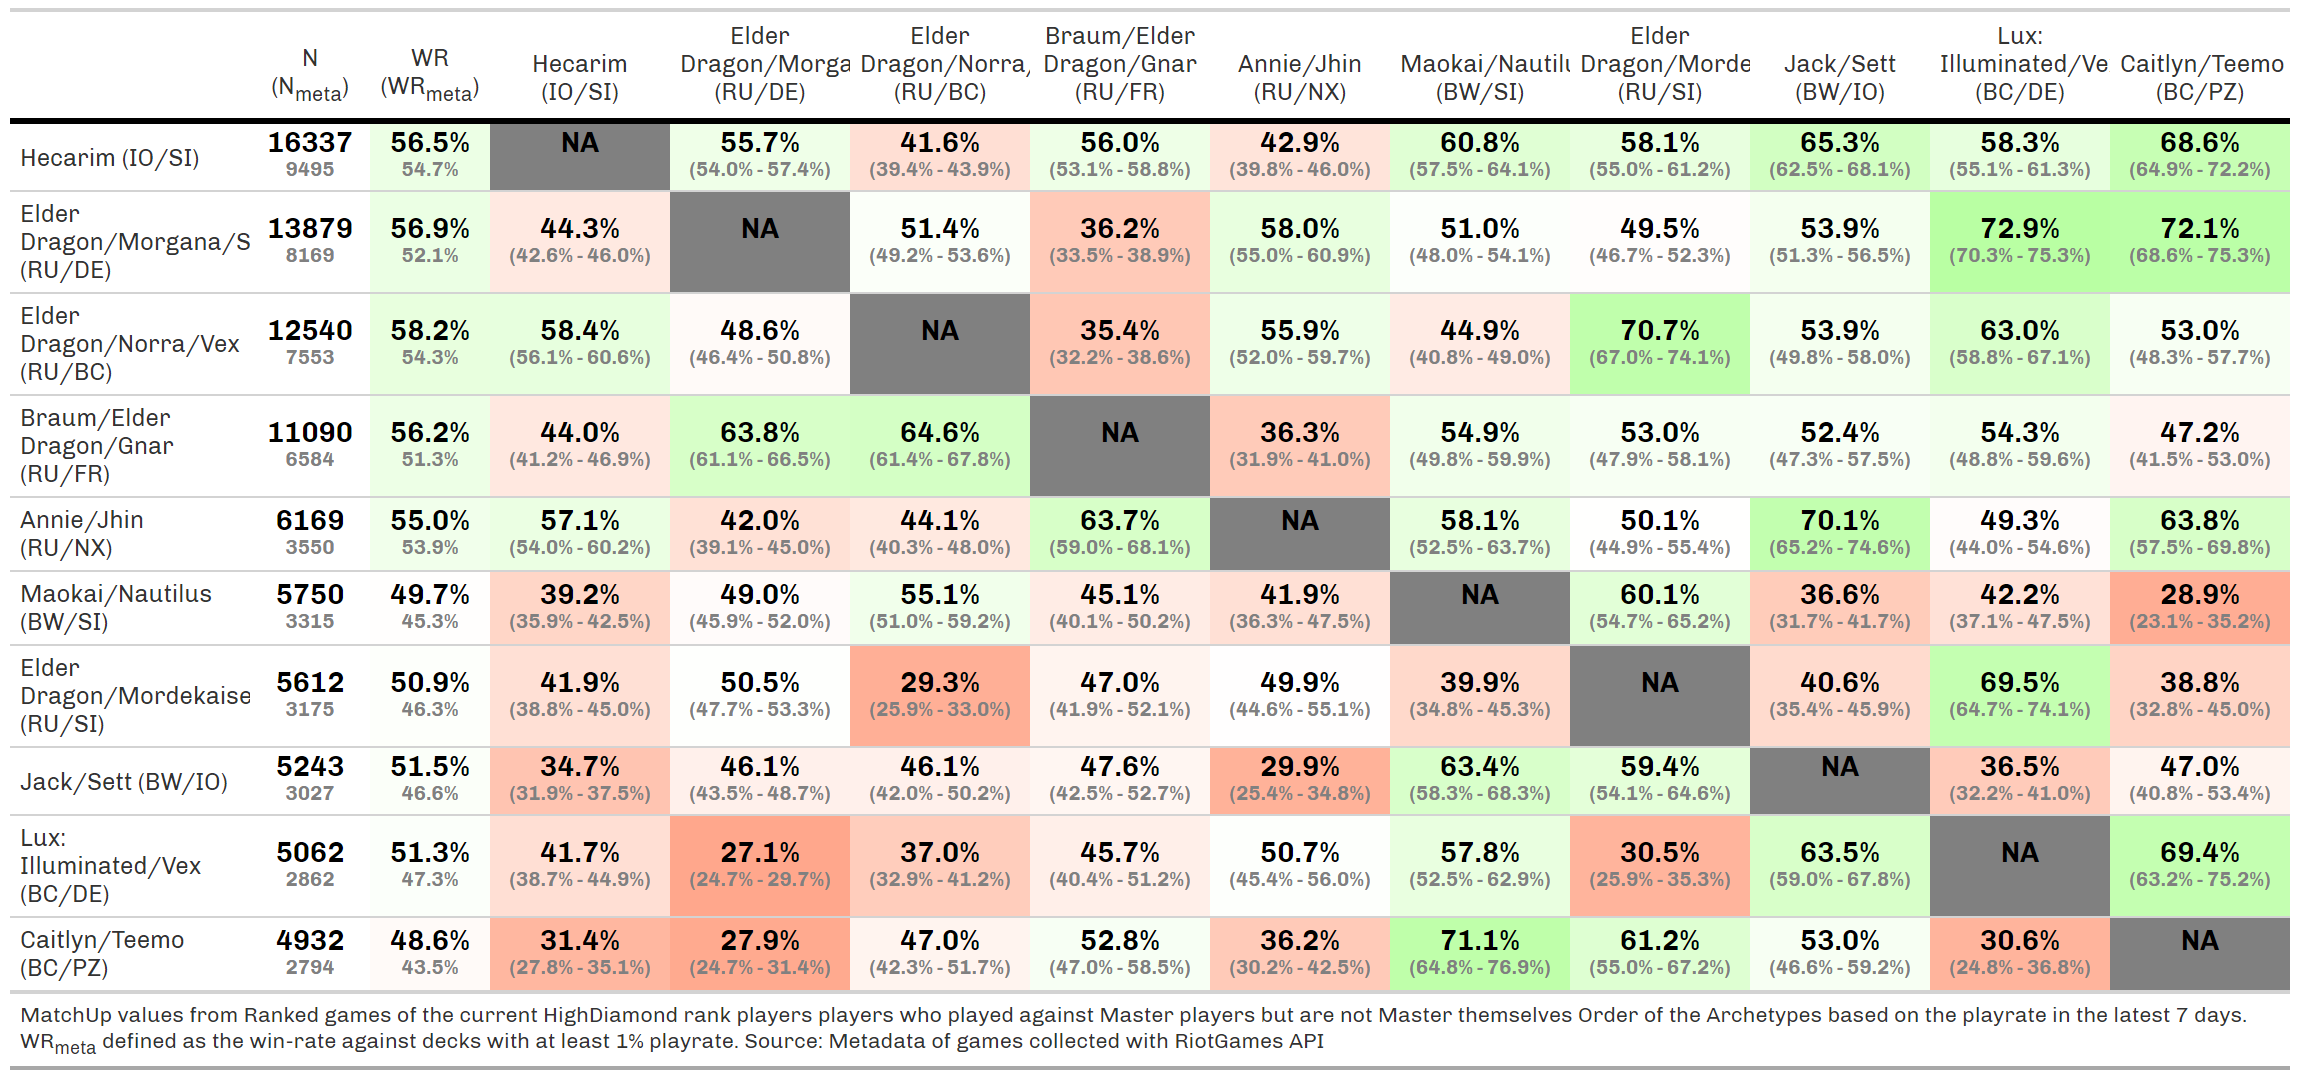 N (Nmeta) WR (WRmeta) Hecarim (IO/SI) Elder Dragon/Morga (RU/DE) Elder Dragon/Norra/ (RU/BC) Braum/Elder Dragon/Gnar (RU/FR) Annie/Jhin (RU/NX) Maokai/Nautilu (BW/SI) Elder Dragon/Morde (RU/SI) Jack/Sett (BW/IO) Lux: Illuminated/Ve (BC/DE) Caitlyn/Teemo (BC/PZ)
Hecarim (IO/SI) 16337 56.5% NA 55.7% 41.6% 56.0% 42.9% 60.8% 58.1% 65.3% 58.3% 68.6%
9495 54.7% (54.0% - 57.4%) (39.4% - 43.9%) (53.1% - 58.8%) (39.8% - 46.0%) (57.5% - 64.1%) (55.0% - 61.2%) (62.5% - 68.1%) (55.1% - 61.3%) (64.9% - 72.2%)
Elder
Dragon/Morgana/S
(RU/DE)
13879 56.9% 44.3% NA 51.4% 36.2% 58.0% 51.0% 49.5% 53.9% 72.9% 72.1%
8169 52.1% (42.6% - 46.0%) (49.2% - 53.6%) (33.5% - 38.9%) (55.0% - 60.9%) (48.0% - 54.1%) (46.7% - 52.3%) (51.3% - 56.5%) (70.3% - 75.3%) (68.6% - 75.3%)
Elder
Dragon/Norra/Vex
(RU/BC)
12540 58.2% 58.4% 48.6% NA 35.4% 55.9% 44.9% 70.7% 53.9% 63.0% 53.0%
7553 54.3% (56.1% - 60.6%) (46.4% - 50.8%) (32.2% - 38.6%) (52.0% - 59.7%) (40.8% - 49.0%) (67.0% - 74.1%) (49.8% - 58.0%) (58.8% - 67.1%) (48.3% - 57.7%)
Braum/Elder
Dragon/Gnar
(RU/FR)
11090 56.2% 44.0% 63.8% 64.6% NA 36.3% 54.9% 53.0% 52.4% 54.3% 47.2%
6584 51.3% (41.2% - 46.9%) (61.1% - 66.5%) (61.4% - 67.8%) (31.9% - 41.0%) (49.8% - 59.9%) (47.9% - 58.1%) (47.3% - 57.5%) (48.8% - 59.6%) (41.5% - 53.0%)
Annie/Jhin
(RU/NX)
6169 55.0% 57.1% 42.0% 44.1% 63.7% NA 58.1% 50.1% 70.1% 49.3% 63.8%
3550 53.9% (54.0% - 60.2%) (39.1% - 45.0%) (40.3% - 48.0%) (59.0% - 68.1%) (52.5% - 63.7%) (44.9% - 55.4%) (65.2% - 74.6%) (44.0% - 54.6%) (57.5% - 69.8%)
Maokai/Nautilus
(BW/SI)
5750 49.7% 39.2% 49.0% 55.1% 45.1% 41.9% NA 60.1% 36.6% 42.2% 28.9%
3315 45.3% (35.9% - 42.5%) (45.9% - 52.0%) (51.0% - 59.2%) (40.1% - 50.2%) (36.3% - 47.5%) (54.7% - 65.2%) (31.7% - 41.7%) (37.1% - 47.5%) (23.1% - 35.2%)
Elder
Dragon/Mordekaise
(RU/SI)
5612 50.9% 41.9% 50.5% 29.3% 47.0% 49.9% 39.9% NA 40.6% 69.5% 38.8%
3175 46.3% (38.8% - 45.0%) (47.7% - 53.3%) (25.9% - 33.0%) (41.9% - 52.1%) (44.6% - 55.1%) (34.8% - 45.3%) (35.4% - 45.9%) (64.7% - 74.1%) (32.8% - 45.0%)
Jack/Sett (BW/IO) 5243 51.5% 34.7% 46.1% 46.1% 47.6% 29.9% 63.4% 59.4% NA 36.5% 47.0%
3027 46.6% (31.9% - 37.5%) (43.5% - 48.7%) (42.0% - 50.2%) (42.5% - 52.7%) (25.4% - 34.8%) (58.3% - 68.3%) (54.1% - 64.6%) (32.2% - 41.0%) (40.8% - 53.4%)
Lux:
Illuminated/Vex
(BC/DE)
5062 51.3% 41.7% 27.1% 37.0% 45.7% 50.7% 57.8% 30.5% 63.5% NA 69.4%
2862 47.3% (38.7% - 44.9%) (24.7% - 29.7%) (32.9% - 41.2%) (40.4% - 51.2%) (45.4% - 56.0%) (52.5% - 62.9%) (25.9% - 35.3%) (59.0% - 67.8%) (63.2% - 75.2%)
Caitlyn/Teemo
(BC/PZ)
4932 48.6% 31.4% 27.9% 47.0% 52.8% 36.2% 71.1% 61.2% 53.0% 30.6% NA
2794 43.5% (27.8% - 35.1%) (24.7% - 31.4%) (42.3% - 51.7%) (47.0% - 58.5%) (30.2% - 42.5%) (64.8% - 76.9%) (55.0% - 67.2%) (46.6% - 59.2%) (24.8% - 36.8%)
MatchUp values from Ranked games of the current HighDiamond rank players players who played against Master players but are not Master themselves Order of the Archetypes based on the playrate in the latest 7 days.
WRmeta defined as the win-rate against decks with at least 1% playrate. Source: Metadata of games collected with RiotGames API